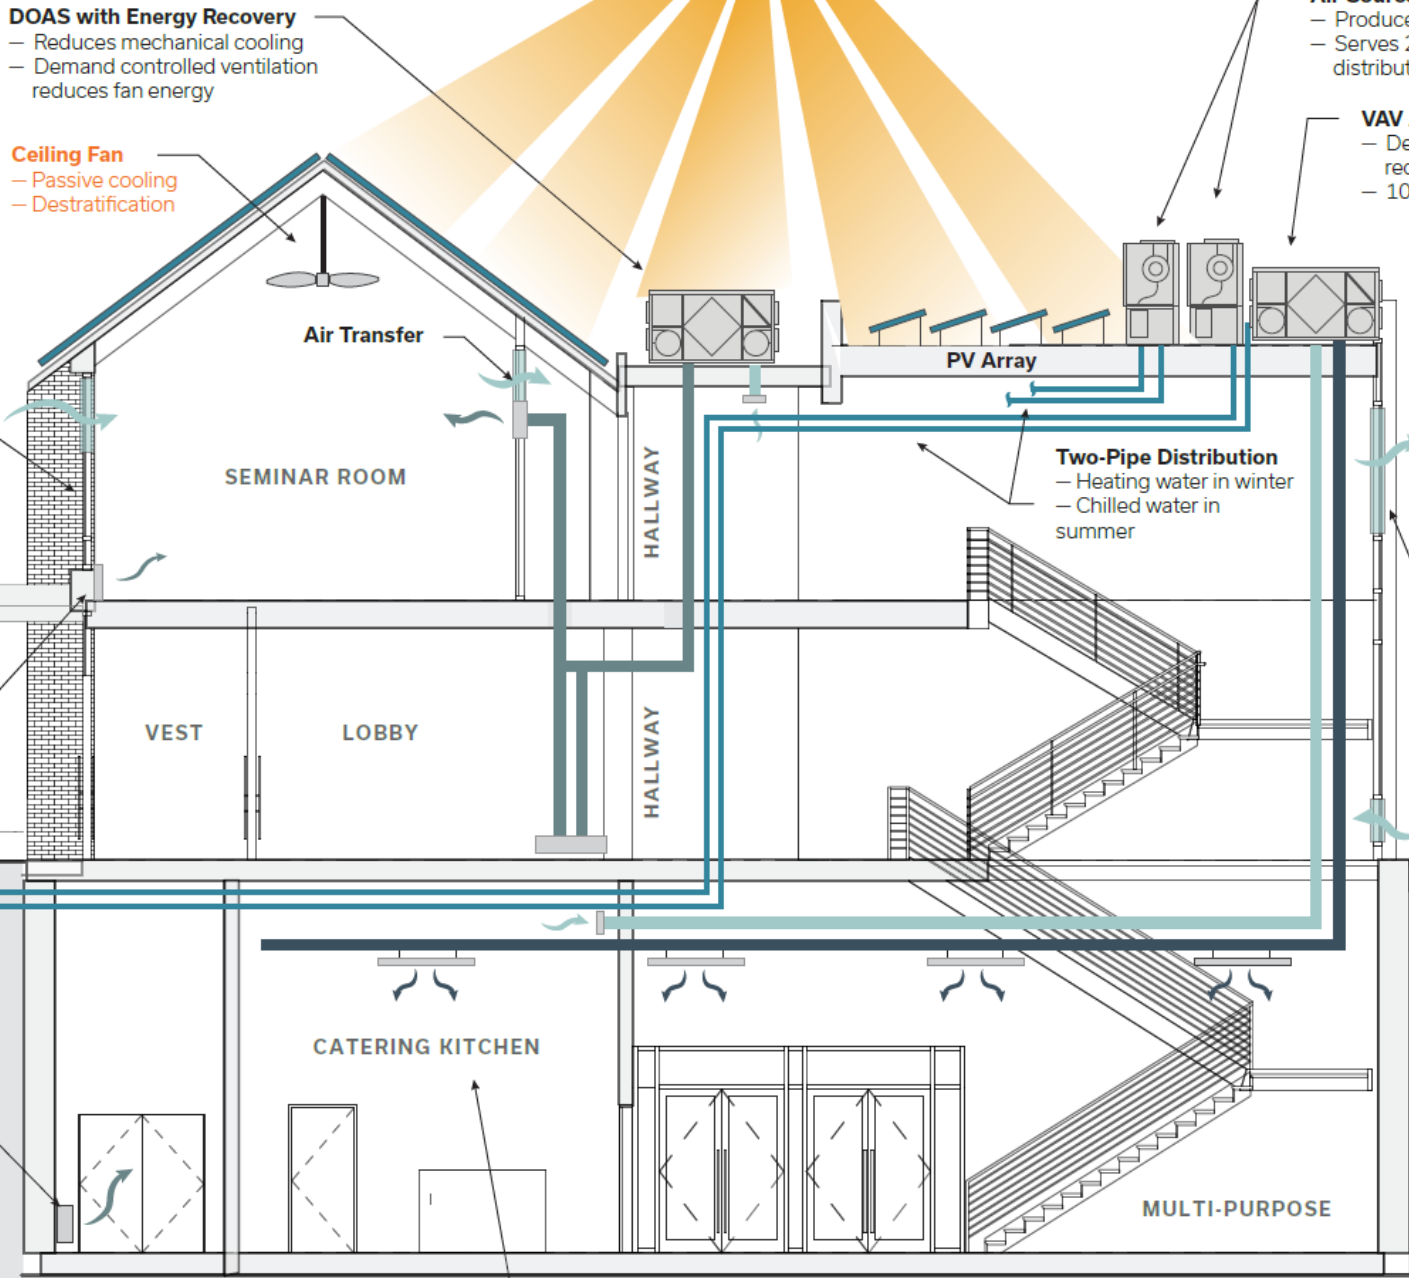 DOAS with Energy Recovery
— Reduces mechanical cooling
— Demand controlled ventilation
reduces fan energy
— Produce
— Serves 2
distribut
VAV
— De
rec
— 10
Ceiling Fan
— Passive cooling
— Destratification
Air Transfer
PV Array
SEMINAR ROOM
HALLWAY
Two-Pipe Distribution
— Heating water in winter
— Chilled water in
summer
VEST
LOBBY
HALLWAY
CATERING KITCHEN
MULTI-PURPOSE